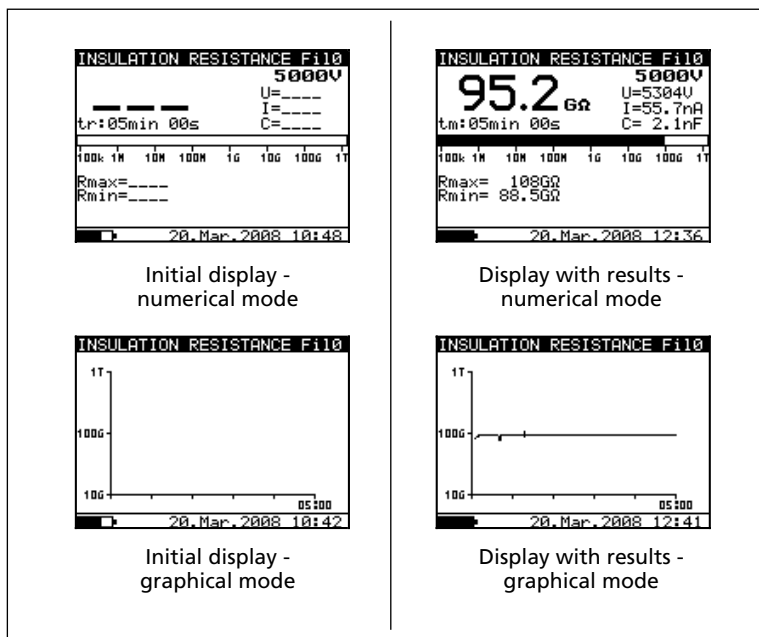 INSULATION RESISTANCE Fil0
5000V
U=____
I=____
tr:05min 00s C=____
100k 1M 10M 100M 1G 10G 100G 1T
Rmax=____
Rmin=____
20.Mar.2008 10:48
Initial display -
numerical mode
INSULATION RESISTANCE Fil0
5000V
95.2 GΩ U=5304V
I=55.7nA
tm:05min 00s C= 2.1nF
100k 1M 10M 100M 1G 10G 100G 1T
Rmax= 108GΩ
Rmin= 88.5GΩ
20.Mar.2008 12:36
Display with results -
numerical mode
INSULATION RESISTANCE Fil0
1T
100G
10G
05:00
20.Mar.2008 10:42
Initial display -
graphical mode
INSULATION RESISTANCE Fil0
1T
100G
10G
05:00
20.Mar.2008 12:41
Display with results -
graphical mode